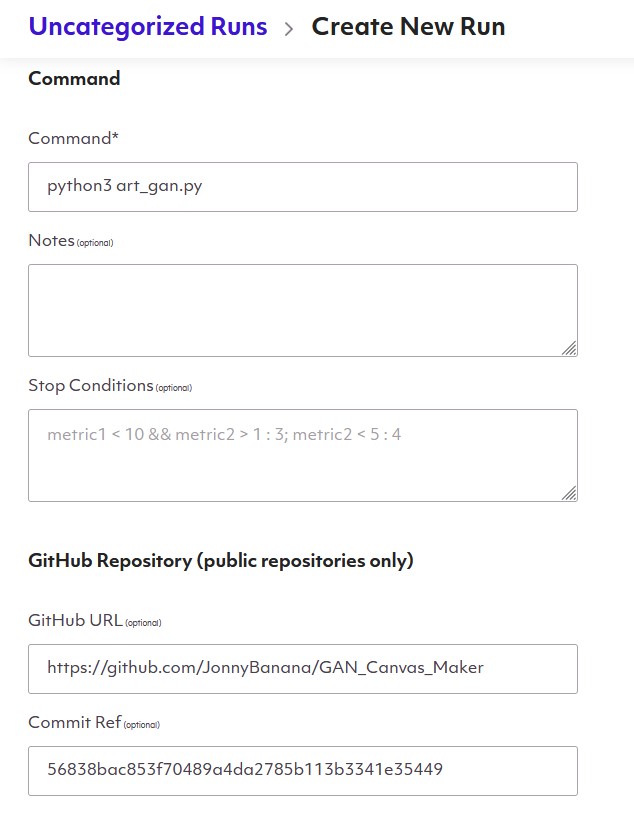 Uncategorized Runs > Create New Run
Command
Command*
python3 art_gan.py
Notes (optional)
Stop Conditions (optional)
metric1 < 10 && metric2 > 1 : 3; metric2 < 5 : 4
GitHub Repository (public repositories only)
GitHub URL (optional)
https://github.com/JonnyBanana/GAN_Canvas_Maker
Commit Ref (optional)
56838bac853f70489a4da2785b113b3341e35449